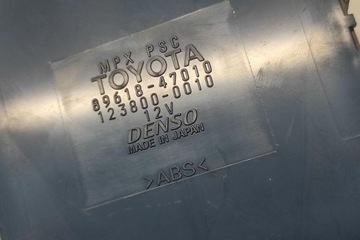 MPX PSC
TOYOTA
89618-47010
123800-0010
12V
DENSO
MADE IN JAPAN
>ABS<